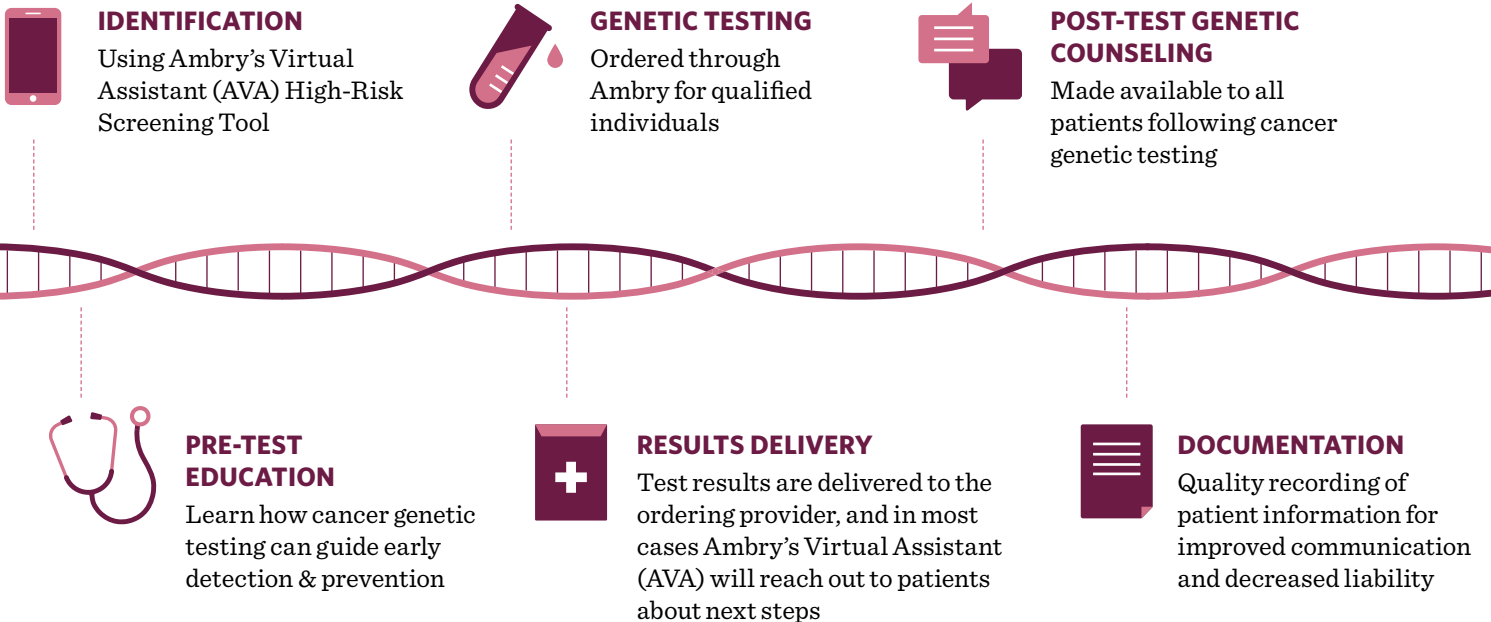 IDENTIFICATION
Using Ambry’s Virtual
Assistant (AVA) High-Risk
Screening Tool
GENETIC TESTING
Ordered through
Ambry for qualified
individuals
POST-TEST GENETIC
COUNSELING
Made available to all
patients following cancer
genetic testing
PRE-TEST
EDUCATION
Learn how cancer genetic
testing can guide early
detection & prevention
RESULTS DELIVERY
Test results are delivered to the
ordering provider, and in most
cases Ambry’s Virtual Assistant
(AVA) will reach out to patients
about next steps
DOCUMENTATION
Quality recording of
patient information for
improved communication
and decreased liability